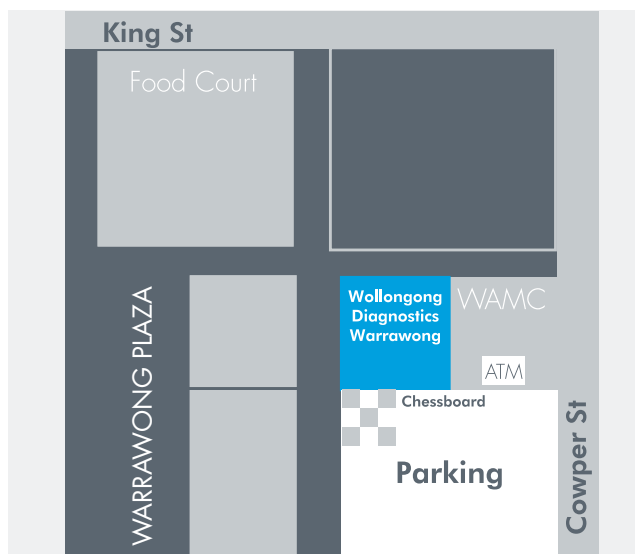 King St
Food Court
WARRAWONG PLAZA
Wollongong
Diagnostics
Warrawong
WAMC
ATM
Chessboard
Parking
Cowper St